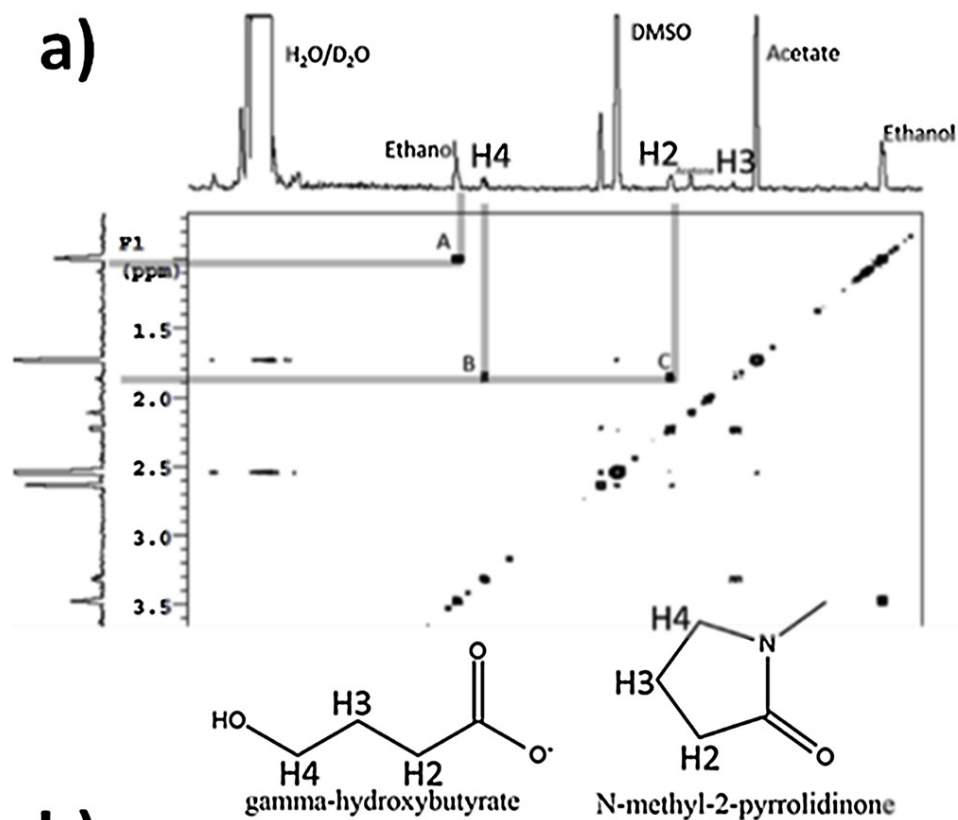 a)
H₂O/D₂O
DMSO
Acetate
Ethanol
H4
H2
Acetone
H3
Ethanol
F1
(ppm)
A
1.5
B
C
2.0
2.5
3.0
3.5
O
HO
H3
O-
H4
H2
gamma-hydroxybutyrate
H4
N
H3
H2
O
N-methyl-2-pyrrolidinone